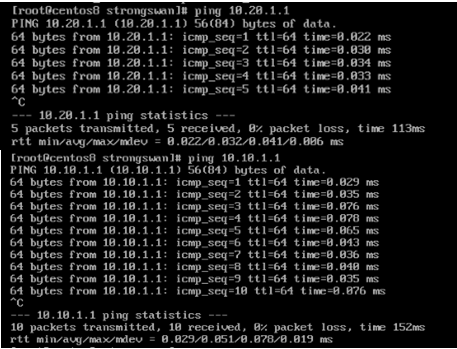 [root@centos8 strongswan]# ping 10.20.1.1
PING 10.20.1.1 (10.20.1.1) 56(84) bytes of data.
64 bytes from 10.20.1.1: icmp_seq=1 ttl=64 time=0.022 ms
64 bytes from 10.20.1.1: icmp_seq=2 ttl=64 time=0.030 ms
64 bytes from 10.20.1.1: icmp_seq=3 ttl=64 time=0.034 ms
64 bytes from 10.20.1.1: icmp_seq=4 ttl=64 time=0.033 ms
64 bytes from 10.20.1.1: icmp_seq=5 ttl=64 time=0.041 ms
^C
--- 10.20.1.1 ping statistics ---
5 packets transmitted, 5 received, 0% packet loss, time 113ms
rtt min/avg/max/mdev = 0.022/0.032/0.041/0.006 ms
[root@centos8 strongswan]# ping 10.10.1.1
PING 10.10.1.1 (10.10.1.1) 56(84) bytes of data.
64 bytes from 10.10.1.1: icmp_seq=1 ttl=64 time=0.029 ms
64 bytes from 10.10.1.1: icmp_seq=2 ttl=64 time=0.035 ms
64 bytes from 10.10.1.1: icmp_seq=3 ttl=64 time=0.076 ms
64 bytes from 10.10.1.1: icmp_seq=4 ttl=64 time=0.078 ms
64 bytes from 10.10.1.1: icmp_seq=5 ttl=64 time=0.065 ms
64 bytes from 10.10.1.1: icmp_seq=6 ttl=64 time=0.043 ms
64 bytes from 10.10.1.1: icmp_seq=7 ttl=64 time=0.036 ms
64 bytes from 10.10.1.1: icmp_seq=8 ttl=64 time=0.040 ms
64 bytes from 10.10.1.1: icmp_seq=9 ttl=64 time=0.035 ms
64 bytes from 10.10.1.1: icmp_seq=10 ttl=64 time=0.076 ms
^C
--- 10.10.1.1 ping statistics ---
10 packets transmitted, 10 received, 0% packet loss, time 152ms
rtt min/avg/max/mdev = 0.029/0.051/0.078/0.019 ms